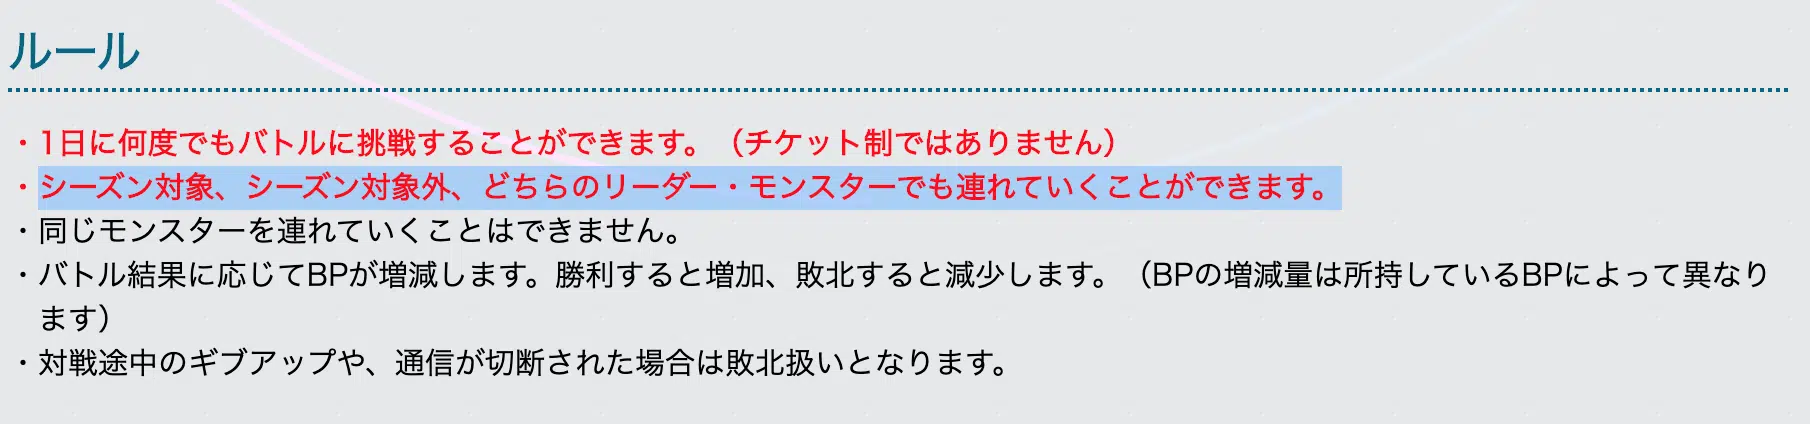 ルール
・1日に何度でもバトルに挑戦することができます。（チケット制ではありません）
・シーズン対象、シーズン対象外、どちらのリーダー・モンスターでも連れていくことができます。
・同じモンスターを連れていくことはできません。
・バトル結果に応じてBPが増減します。勝利すると増加、敗北すると減少します。（BPの増減量は所持しているBPによって異なり
ます）
・対戦途中のギブアップや、通信が切断された場合は敗北扱いとなります。